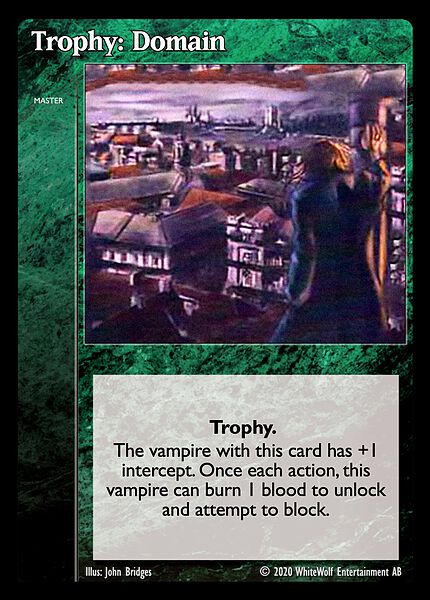 Trophy: Domain
MASTER
Trophy.
The vampire with this card has +1
intercept. Once each action, this
vampire can burn 1 blood to unlock
and attempt to block.
Illus: John Bridges
© 2020 WhiteWolf Entertainment AB